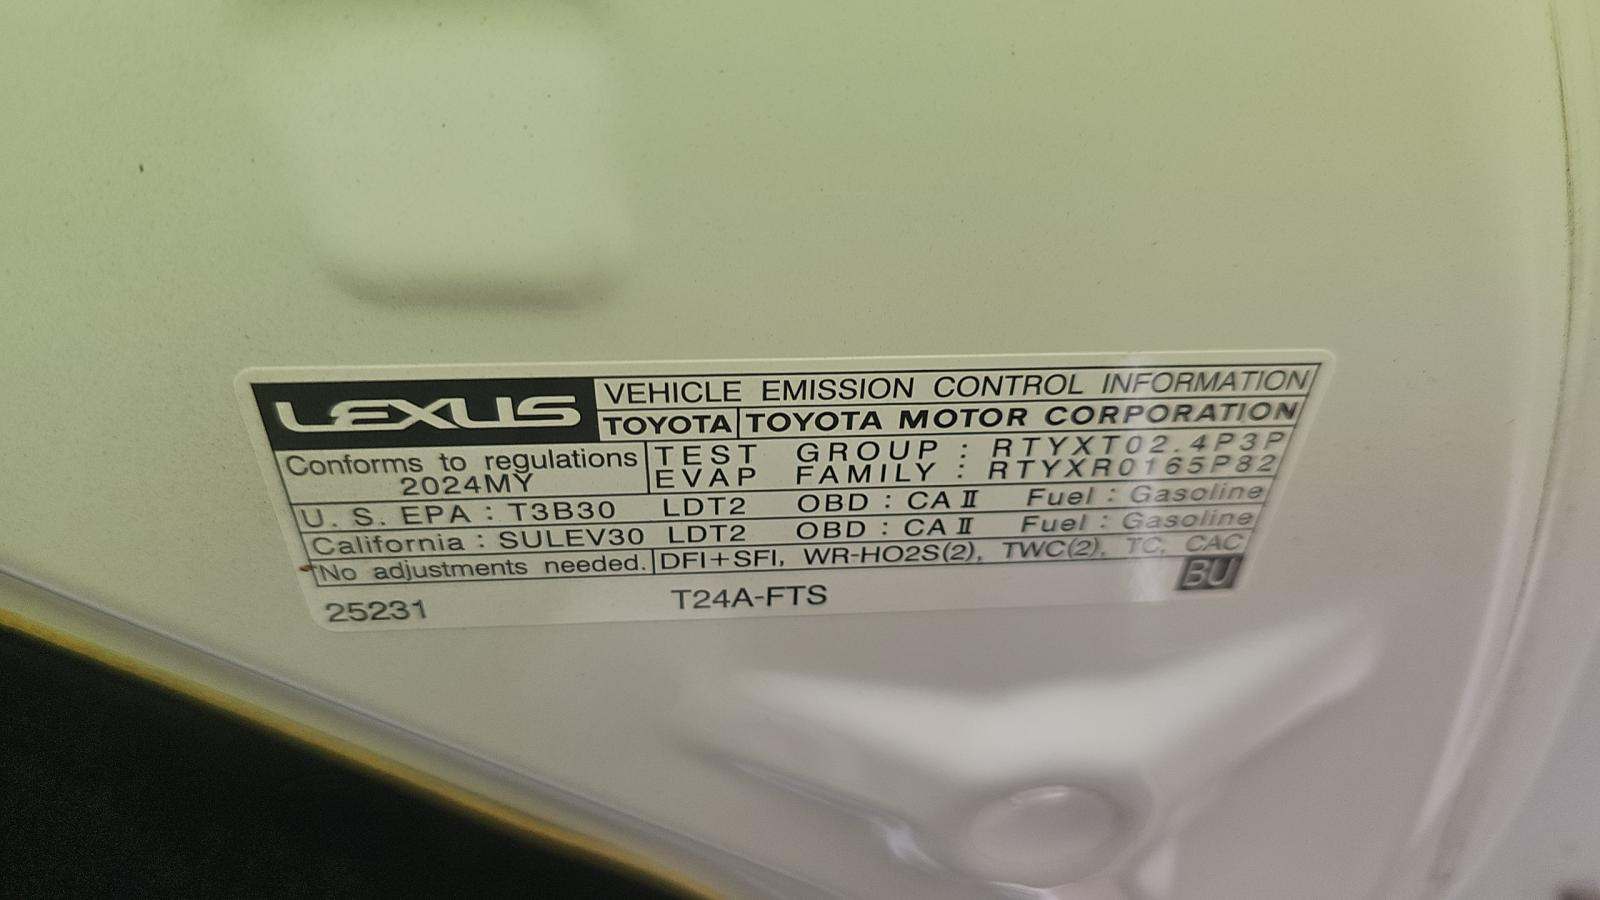 LEXUS VEHICLE EMISSION CONTROL INFORMATION
TOYOTA TOYOTA MOTOR CORPORATION
Conforms to regulations
2024MY
TEST GROUP : RTYXT02.4P3P
EVAP FAMILY : RTYXR0165P82
U.S. EPA : T3B30 LDT2 OBD : CA II Fuel : Gasoline
California : SULEV30 LDT2 OBD : CA II Fuel : Gasoline
No adjustments needed. DFI+SFI, WR-HO2S(2), TWC(2), TC, CAC
25231 T24A-FTS BU